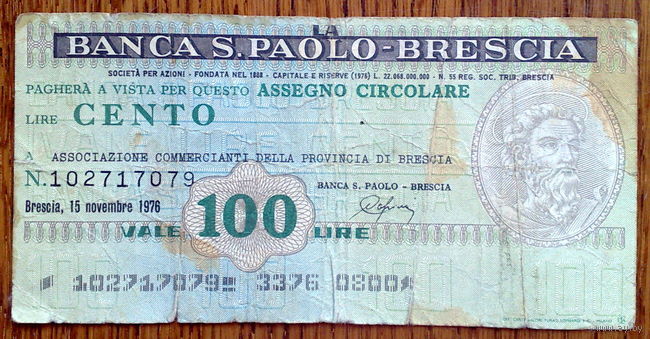 LA
BANCA S.PAOLO-BRESCIA
SOCIETÀ PER AZIONI - FONDATA NEL 1888 - CAPITALE E RISERVE (1976) L. 22.068.000.000 - N. 55 REG. SOC. TRIB. BRESCIA
PAGHERÀ A VISTA PER QUESTO ASSEGNO CIRCOLARE
LIRE CENTO
A ASSOCIAZIONE COMMERCIANTI DELLA PROVINCIA DI BRESCIA
N.102717079
BANCA S. PAOLO - BRESCIA
Brescia, 15 novembre 1976
VALE 100 LIRE
102717079 3376 0800